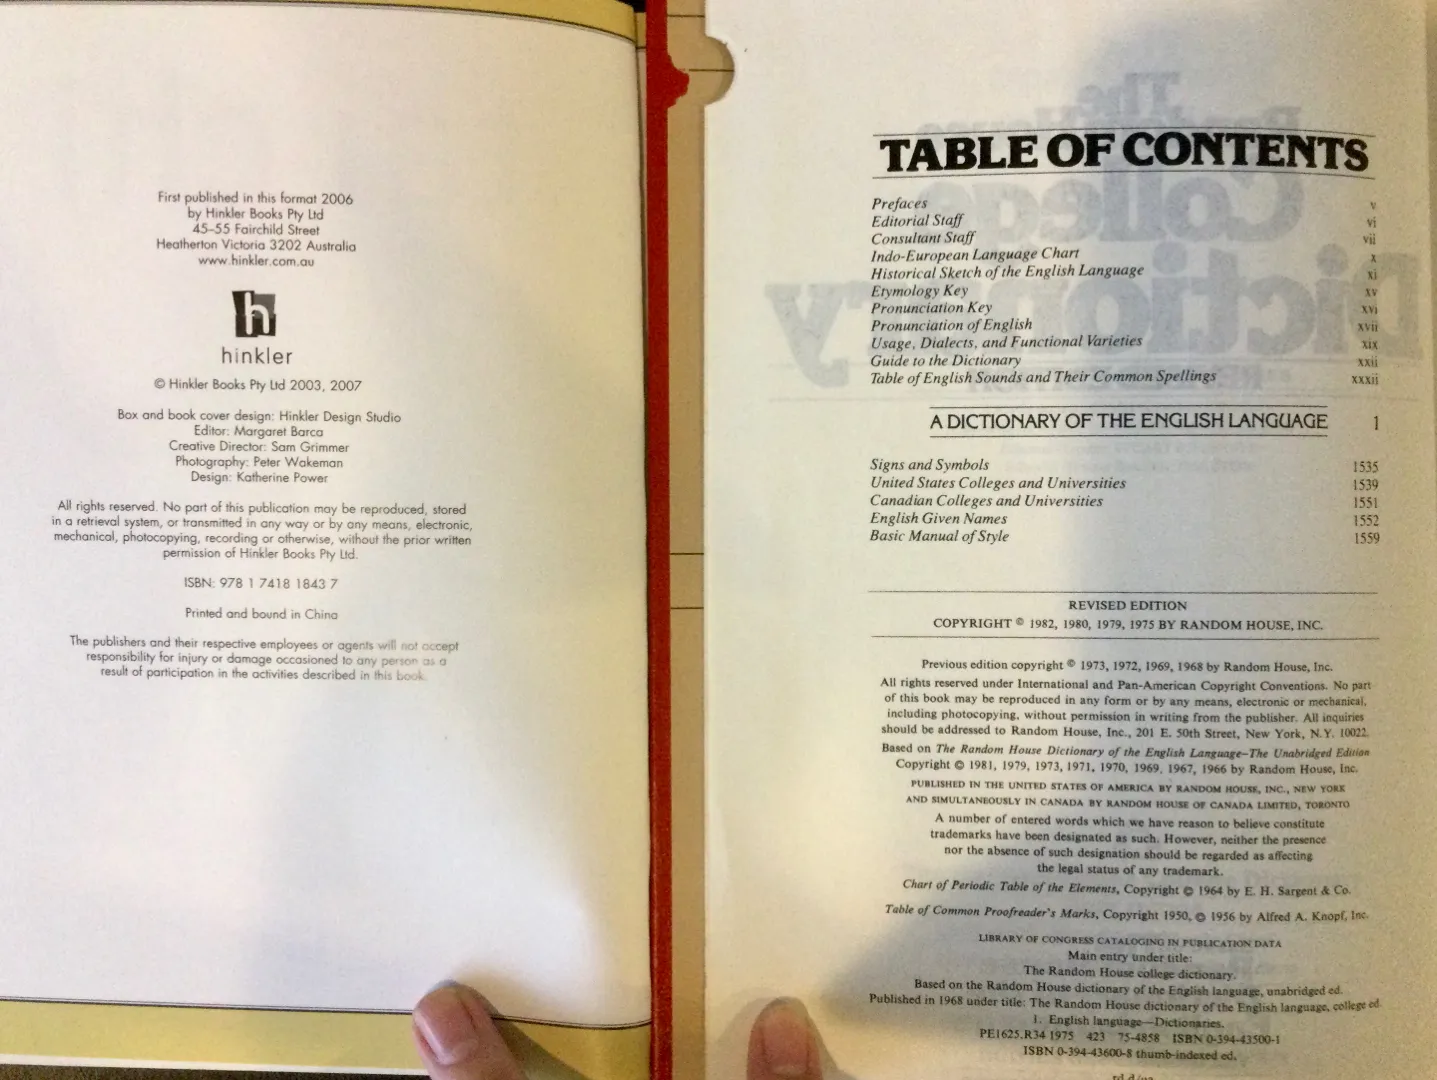 First published in this format 2006
by Hinkler Books Pty Ltd
45–55 Fairchild Street
Heatherton Victoria 3202 Australia
www.hinkler.com.au
h
hinkler
© Hinkler Books Pty Ltd 2003, 2007
Box and book cover design: Hinkler Design Studio
Editor: Margaret Barca
Creative Director: Sam Grimmer
Photography: Peter Wakeman
Design: Katherine Power
All rights reserved. No part of this publication may be reproduced, stored
in a retrieval system, or transmitted in any way or by any means, electronic,
mechanical, photocopying, recording or otherwise, without the prior written
permission of Hinkler Books Pty Ltd.
ISBN: 978 1 7418 1843 7
Printed and bound in China
The publishers and their respective employees or agents will not accept
responsibility for injury or damage occasioned to any person as a
result of participation in the activities described in this book.
TABLE OF CONTENTS
Prefaces v
Editorial Staff vi
Consultant Staff vii
Indo-European Language Chart x
Historical Sketch of the English Language xi
Etymology Key xv
Pronunciation Key xvi
Pronunciation of English xvii
Usage, Dialects, and Functional Varieties xix
Guide to the Dictionary xxii
Table of English Sounds and Their Common Spellings xxxii
A DICTIONARY OF THE ENGLISH LANGUAGE 1
Signs and Symbols 1535
United States Colleges and Universities 1539
Canadian Colleges and Universities 1551
English Given Names 1552
Basic Manual of Style 1559
REVISED EDITION
COPYRIGHT © 1982, 1980, 1979, 1975 BY RANDOM HOUSE, INC.
Previous edition copyright © 1973, 1972, 1969, 1968 by Random House, Inc.
All rights reserved under International and Pan-American Copyright Conventions. No part
of this book may be reproduced in any form or by any means, electronic or mechanical,
including photocopying, without permission in writing from the publisher. All inquiries
should be addressed to Random House, Inc., 201 E. 50th Street, New York, N.Y. 10022.
Based on The Random House Dictionary of the English Language–The Unabridged Edition
Copyright © 1981, 1979, 1973, 1971, 1970, 1969, 1967, 1966 by Random House, Inc.
PUBLISHED IN THE UNITED STATES OF AMERICA BY RANDOM HOUSE, INC., NEW YORK
AND SIMULTANEOUSLY IN CANADA BY RANDOM HOUSE OF CANADA LIMITED, TORONTO
A number of entered words which we have reason to believe constitute
trademarks have been designated as such. However, neither the presence
nor the absence of such designation should be regarded as affecting
the legal status of any trademark.
Chart of Periodic Table of the Elements, Copyright © 1964 by E. H. Sargent & Co.
Table of Common Proofreader's Marks, Copyright 1950, © 1956 by Alfred A. Knopf, Inc.
LIBRARY OF CONGRESS CATALOGING IN PUBLICATION DATA
Main entry under title:
The Random House college dictionary.
Based on the Random House dictionary of the English language, unabridged ed.
Published in 1968 under title: The Random House dictionary of the English language, college ed.
1. English language—Dictionaries.
PE1625.R34 1975 423 75-4858 ISBN 0-394-43500-1
ISBN 0-394-43600-8 thumb-indexed ed.